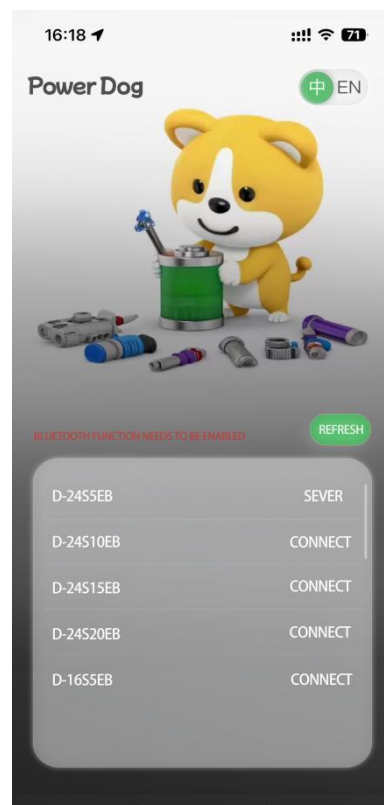 16:18
71
Power Dog
中 EN
BLUETOOTH FUNCTION NEEDS TO BE ENABLED
REFRESH
D-24S5EB SEVER
D-24S10EB CONNECT
D-24S15EB CONNECT
D-24S20EB CONNECT
D-16S5EB CONNECT